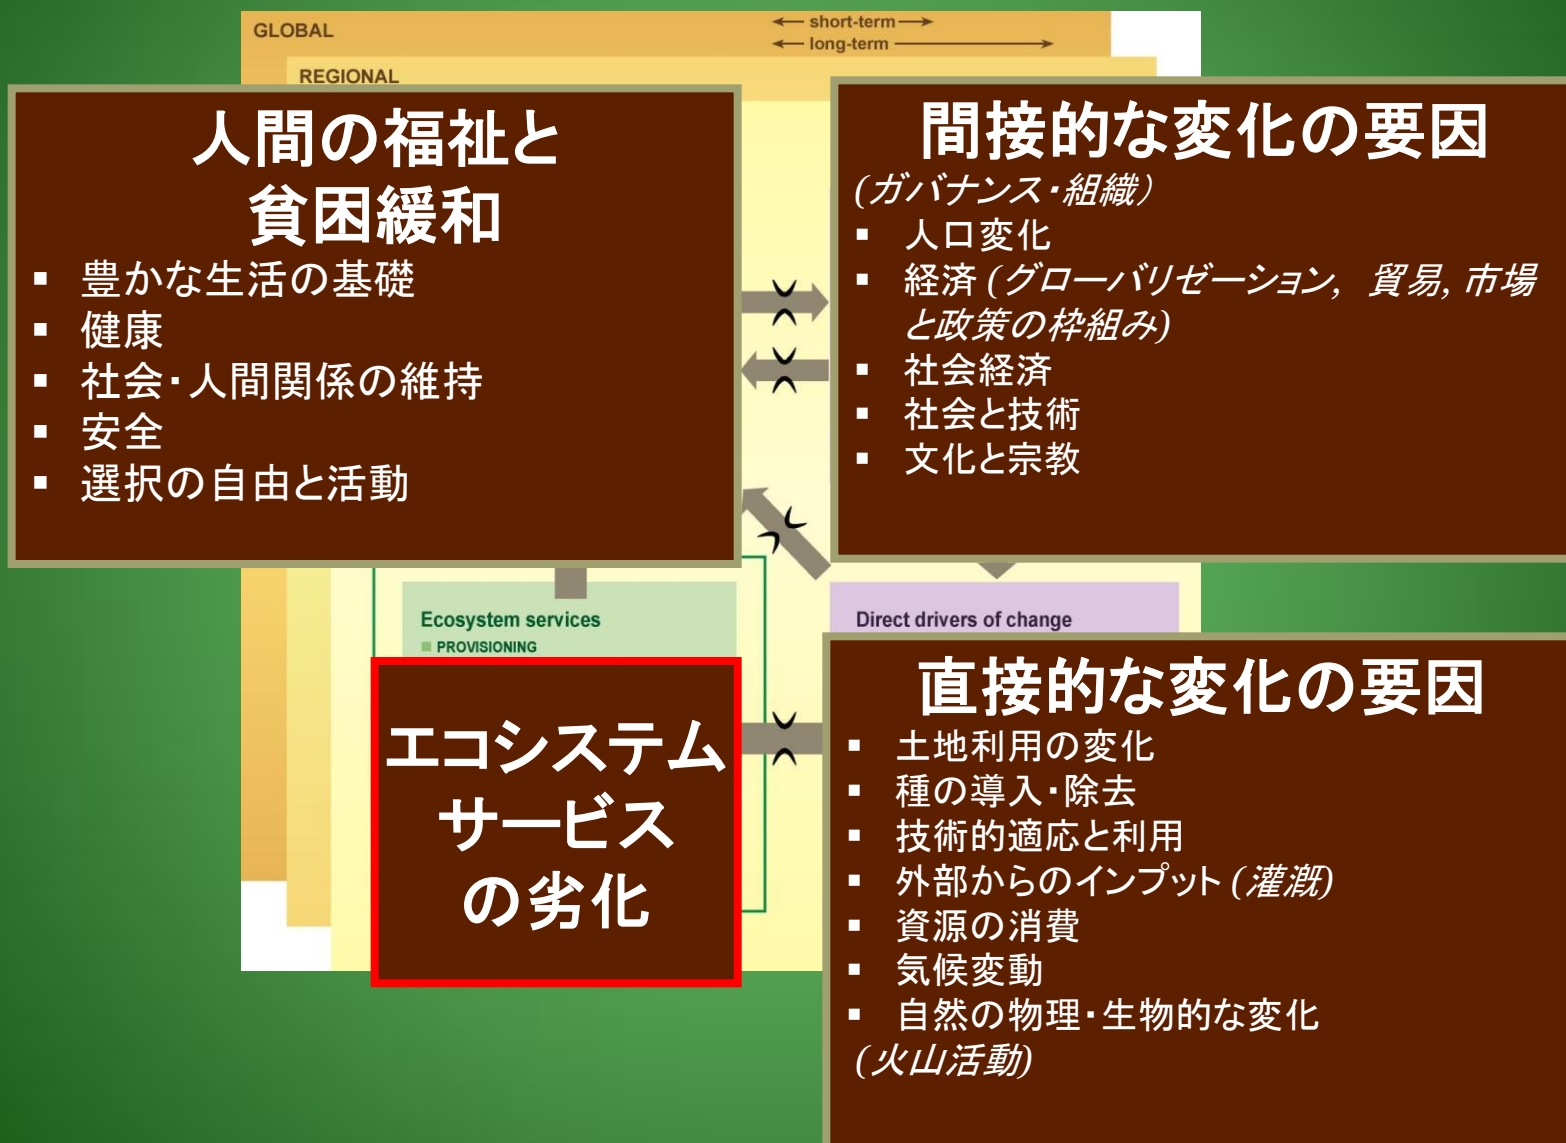 GLOBAL
short-term
long-term
REGIONAL
人間の福祉と
貧困緩和
▪ 豊かな生活の基礎
▪ 健康
▪ 社会・人間関係の維持
▪ 安全
▪ 選択の自由と活動
間接的な変化の要因
(ガバナンス・組織）
▪ 人口変化
▪ 経済 (グローバリゼーション, 貿易, 市場
と政策の枠組み)
▪ 社会経済
▪ 社会と技術
▪ 文化と宗教
Ecosystem services
PROVISIONING
エコシステム
サービス
の劣化
Direct drivers of change
直接的な変化の要因
▪ 土地利用の変化
▪ 種の導入・除去
▪ 技術的適応と利用
▪ 外部からのインプット (灌漑)
▪ 資源の消費
▪ 気候変動
▪ 自然の物理・生物的な変化
(火山活動)